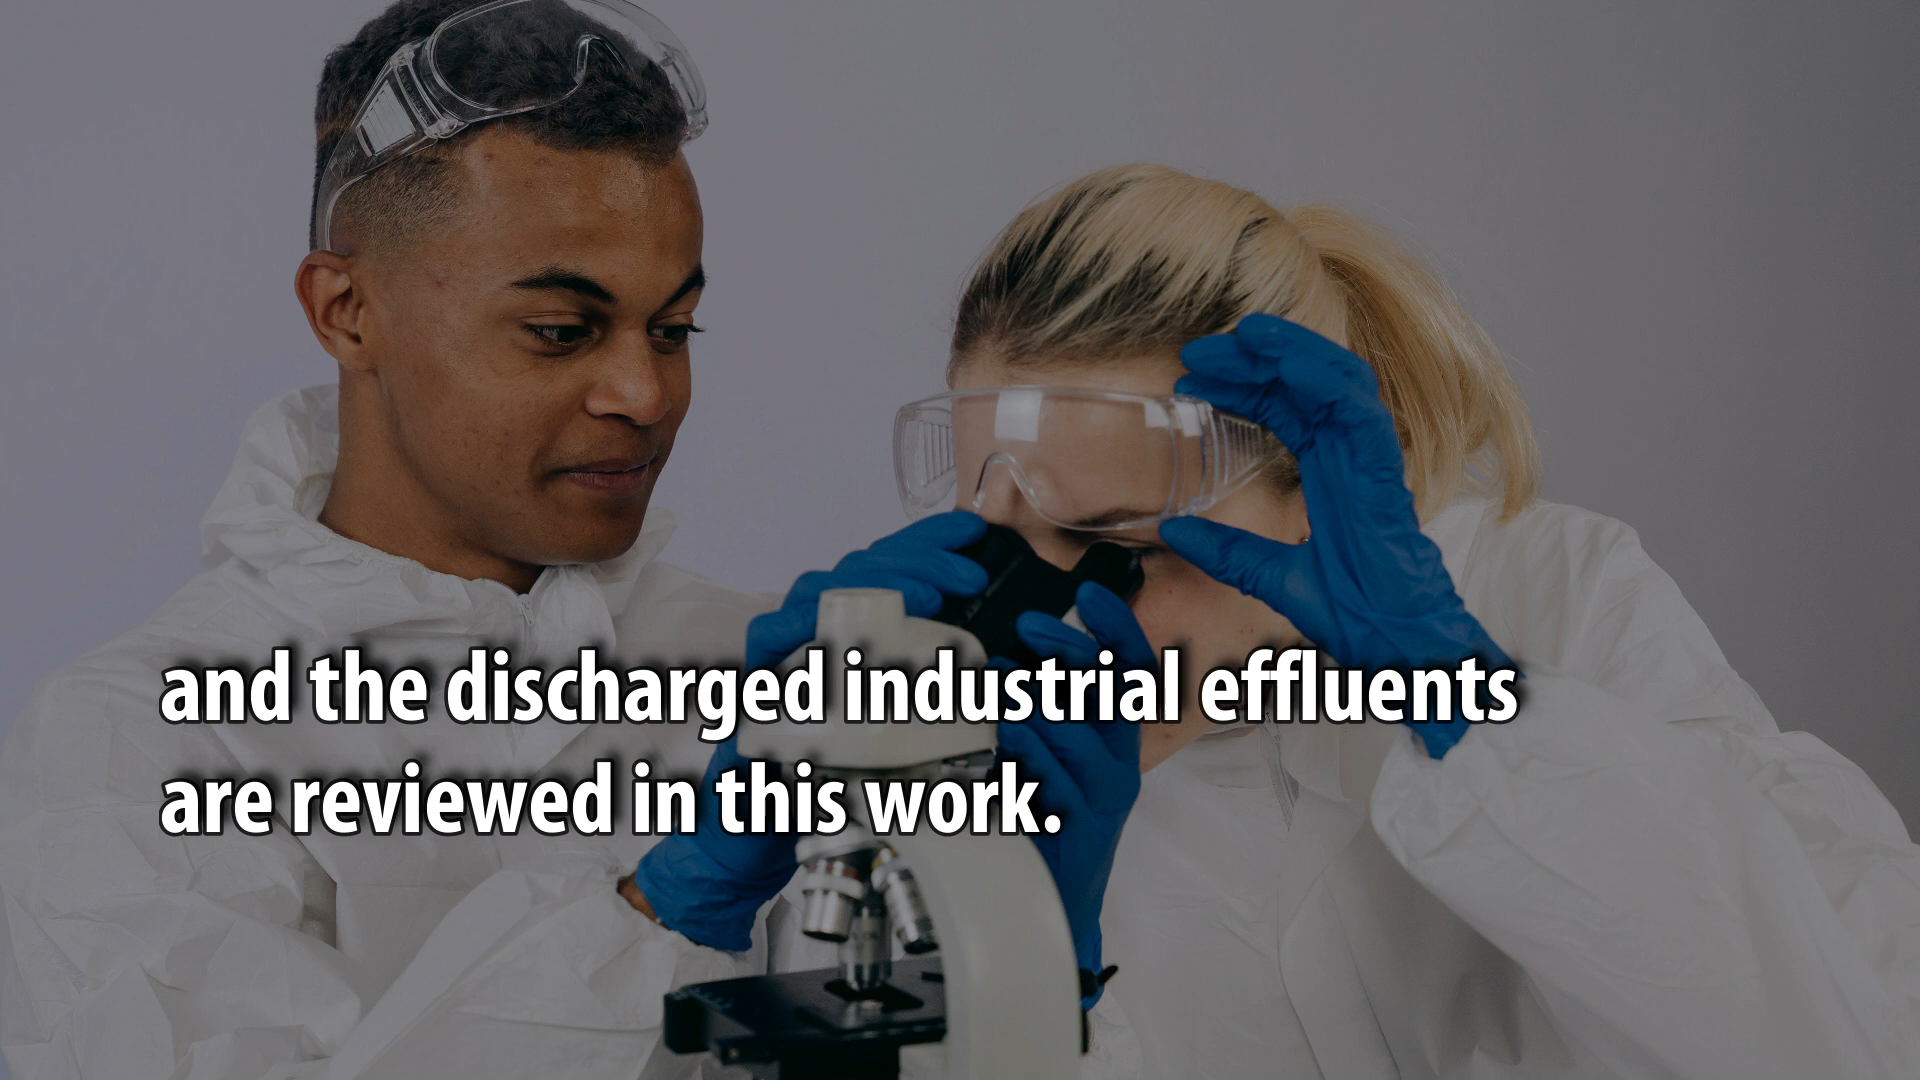 and the discharged industrial effluents
are reviewed in this work.